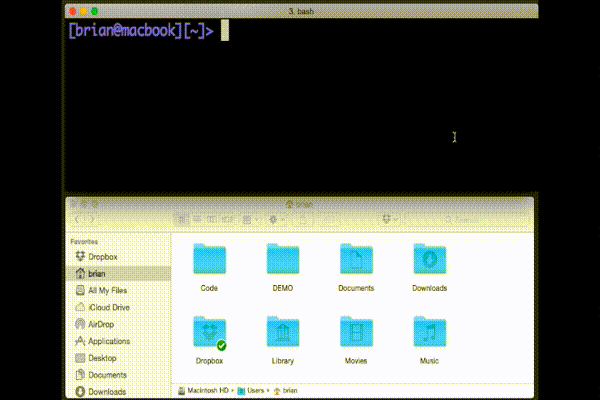 3. bash
[brian@macbook][~]>
brian
Search
Favorites
Dropbox
brian
All My Files
iCloud Drive
AirDrop
Applications
Desktop
Documents
Downloads
Code
DEMO
Documents
Downloads
Dropbox
Library
Movies
Music
Macintosh HD
Users
brian